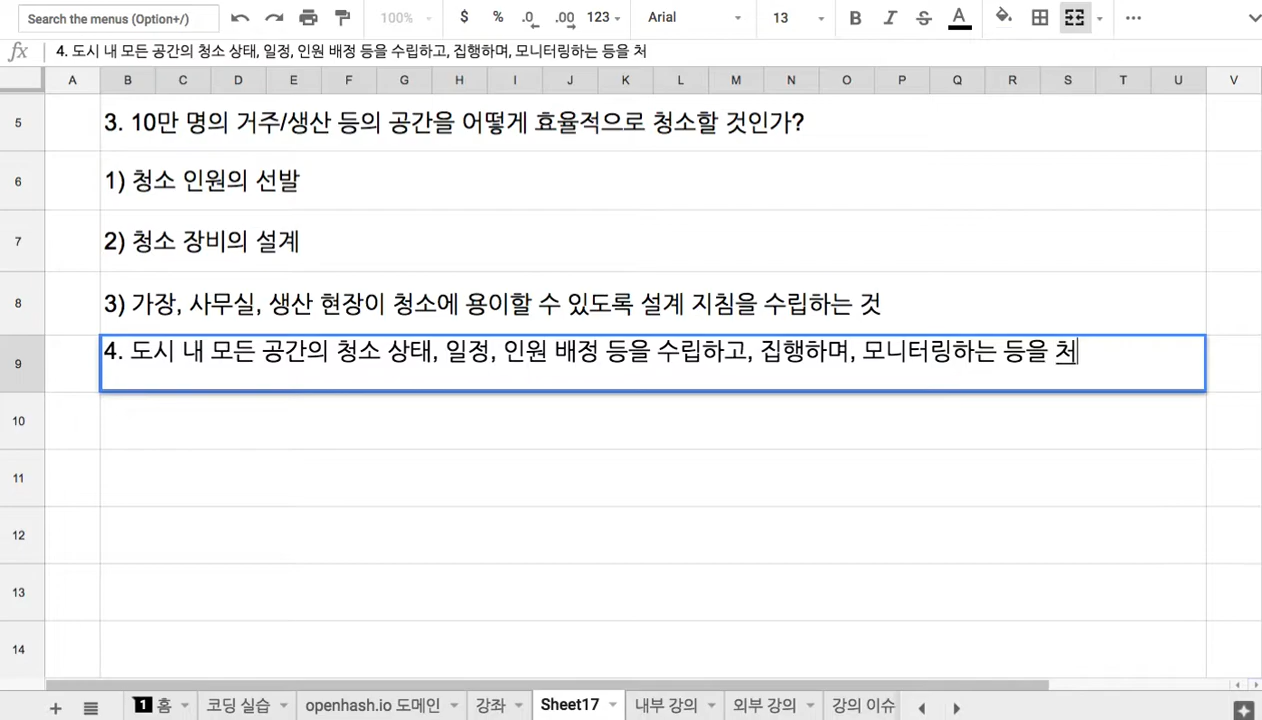 Search the menus (Option+/)
100%
$ % .0 .00 123
Arial
13
B I S A
fx 4. 도시 내 모든 공간의 청소 상태, 일정, 인원 배정 등을 수립하고, 집행하며, 모니터링하는 등을 처
A B C D E F G H I J K L M N O P Q R S T U V
5 3. 10만 명의 거주/생산 등의 공간을 어떻게 효율적으로 청소할 것인가?
6 1) 청소 인원의 선발
7 2) 청소 장비의 설계
8 3) 가장, 사무실, 생산 현장이 청소에 용이할 수 있도록 설계 지침을 수립하는 것
9 4. 도시 내 모든 공간의 청소 상태, 일정, 인원 배정 등을 수립하고, 집행하며, 모니터링하는 등을 처
10
11
12
13
14
1 홈 코딩 실습 openhash.io 도메인 강좌 Sheet17 내부 강의 외부 강의 강의 이슈